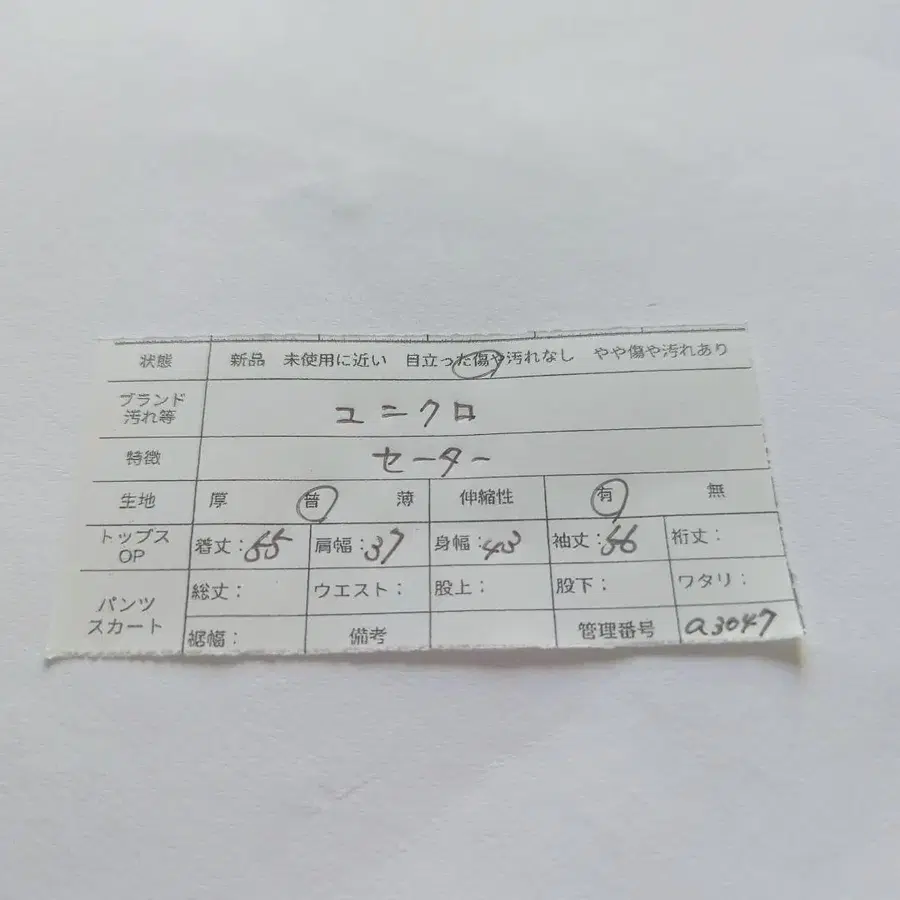 状態 新品 未使用に近い 目立った傷や汚れなし やや傷や汚れあり
ブランド
汚れ等
ユニクロ
特徴 セーター
生地 厚 普 薄 伸縮性 有 無
トップス
OP
着丈:55 肩幅:37 身幅:43 袖丈:56 裄丈:
パンツ
スカート
総丈: ウエスト: 股上: 股下: ワタリ:
裾幅: 備考 管理番号 a3047